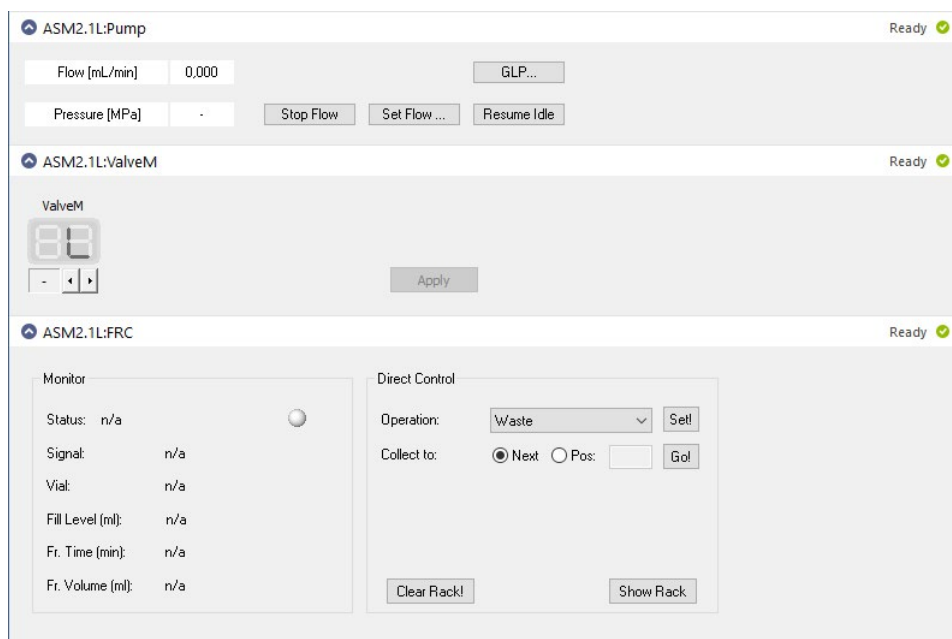 ASM2.1L:Pump Ready
Flow [mL/min] 0,000 GLP...
Pressure [MPa] - Stop Flow Set Flow ... Resume Idle
ASM2.1L:ValveM Ready
ValveM
L
- Apply
ASM2.1L:FRC Ready
Monitor Direct Control
Status: n/a Operation: Waste Set!
Signal: n/a Collect to: Next Pos: Go!
Vial: n/a
Fill Level (ml): n/a
Fr. Time (min): n/a
Fr. Volume (ml): n/a Clear Rack! Show Rack